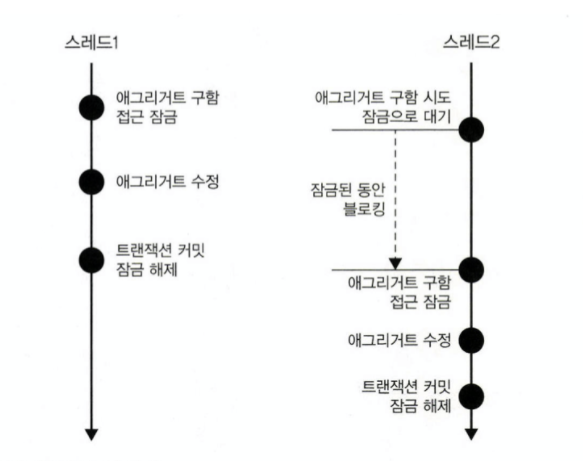 스레드1
애그리거트 구함
접근 잠금
애그리거트 수정
트랜잭션 커밋
잠금 해제
스레드2
애그리거트 구함 시도
잠금으로 대기
잠금된 동안
블로킹
애그리거트 구함
접근 잠금
애그리거트 수정
트랜잭션 커밋
잠금 해제